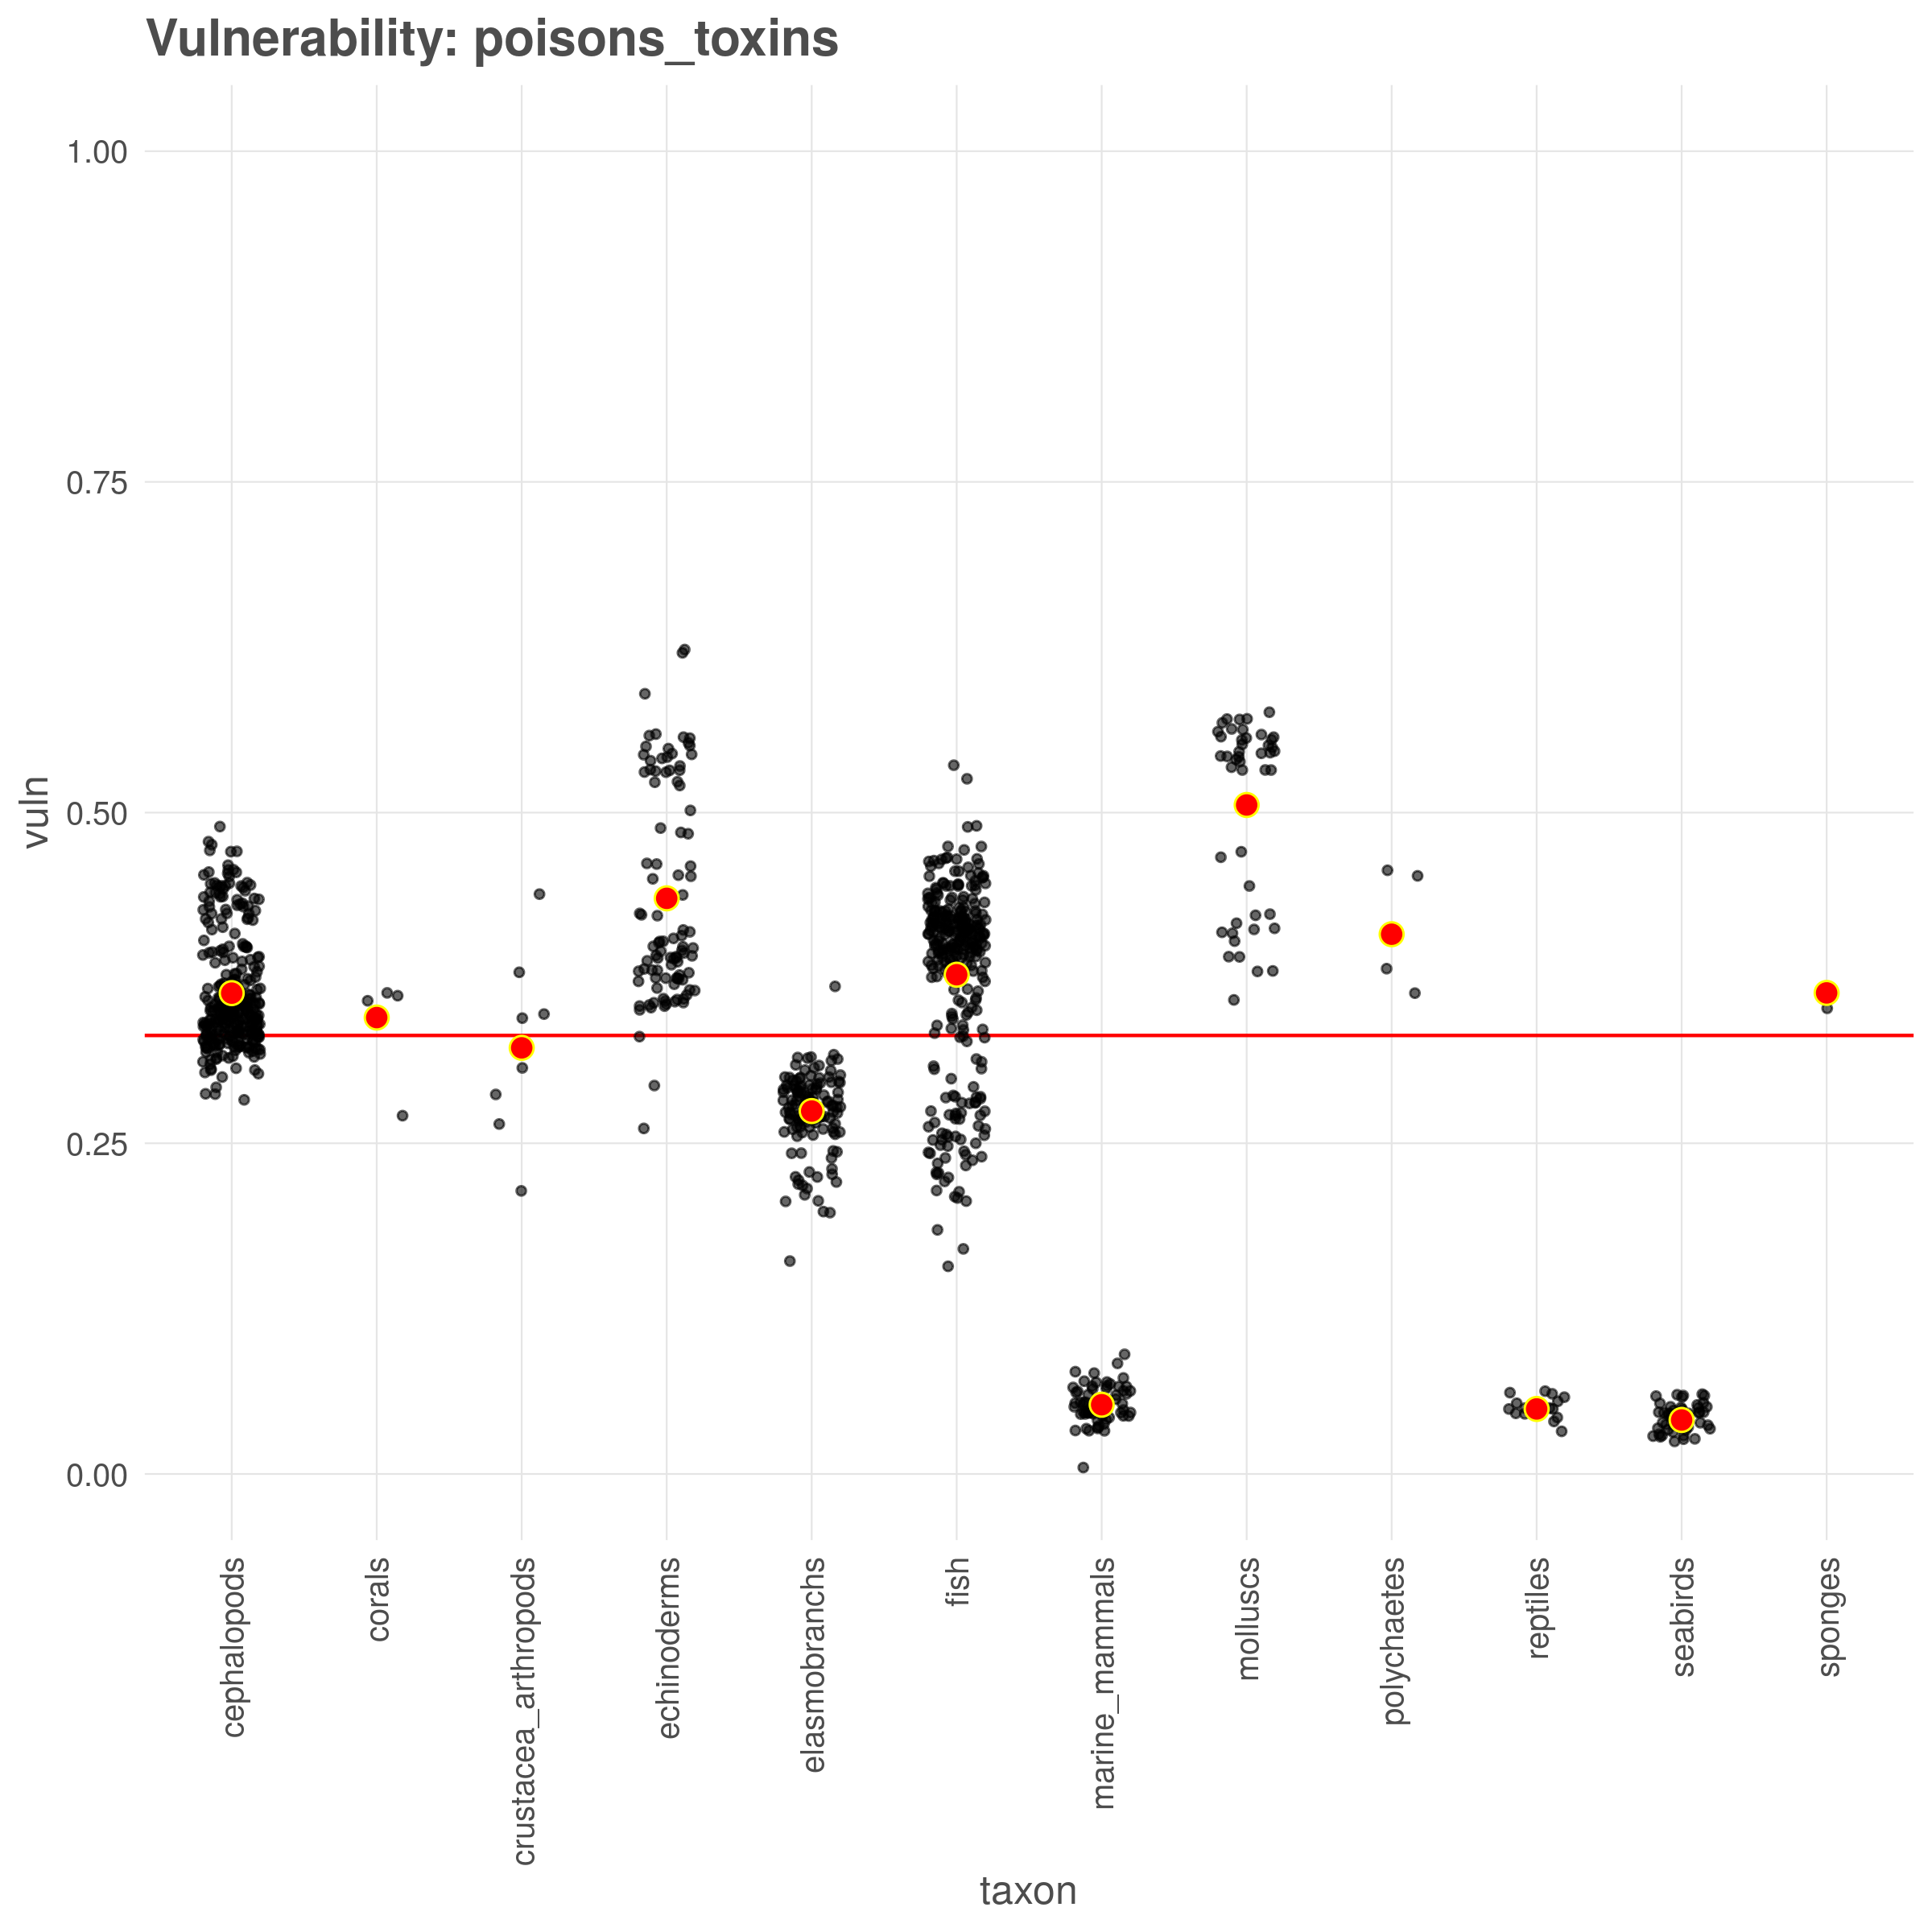 Vulnerability: poisons_toxins
vuln
1.00
0.75
0.50
0.25
0.00
cephalopods
corals
crustacea_arthropods
echinoderms
elasmobranchs
fish
marine_mammals
molluscs
polychaetes
reptiles
seabirds
sponges
taxon